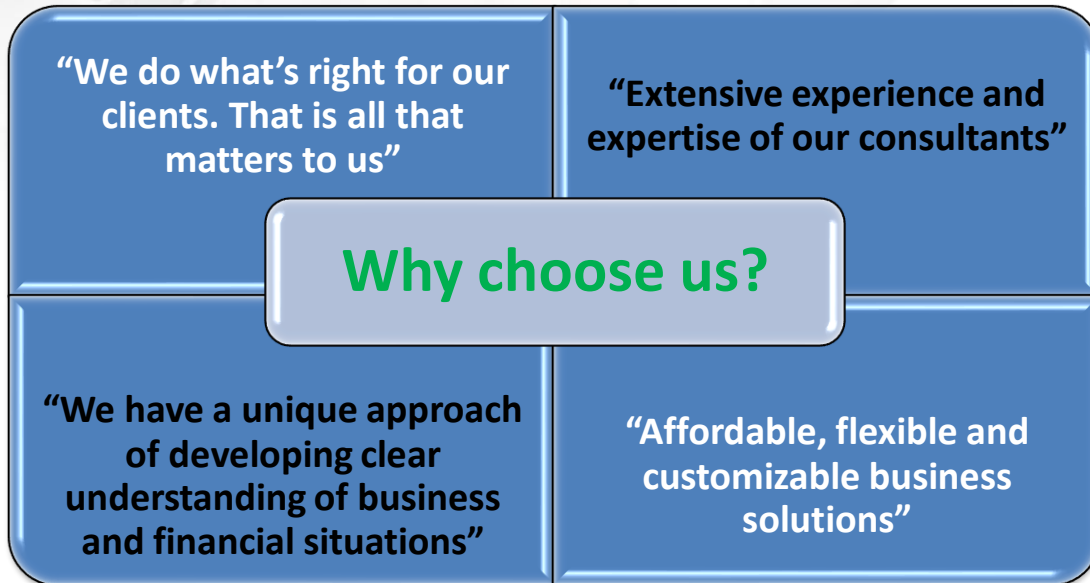 “We do what’s right for our
clients. That is all that
matters to us”
“Extensive experience and
expertise of our consultants”
Why choose us?
“We have a unique approach
of developing clear
understanding of business
and financial situations”
“Affordable, flexible and
customizable business
solutions”